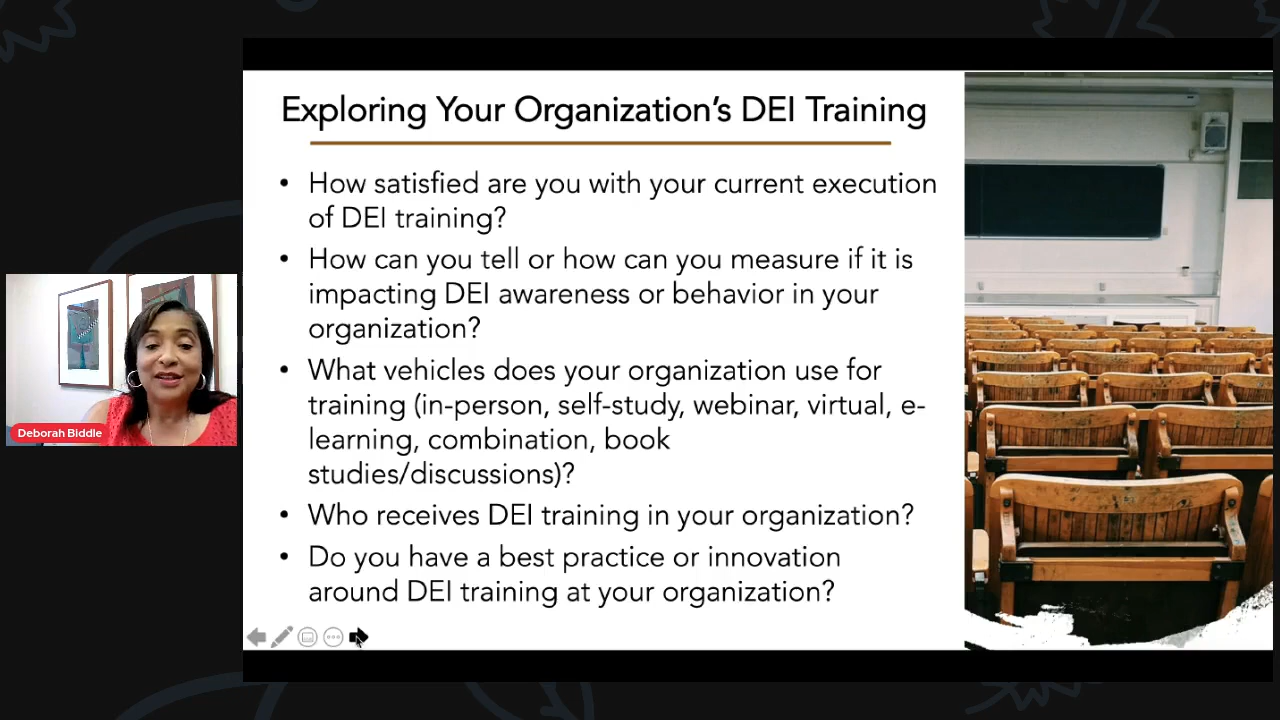 Exploring Your Organization's DEI Training
• How satisfied are you with your current execution
of DEI training?
• How can you tell or how can you measure if it is
impacting DEI awareness or behavior in your
organization?
• What vehicles does your organization use for
training (in-person, self-study, webinar, virtual, e-
learning, combination, book
studies/discussions)?
• Who receives DEI training in your organization?
• Do you have a best practice or innovation
around DEI training at your organization?
Deborah Biddle